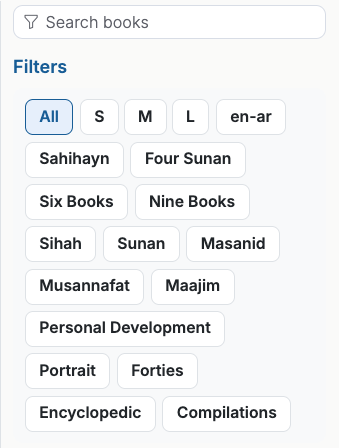 Search books
Filters
All S M L en-ar
Sahihayn Four Sunan
Six Books Nine Books
Sihah Sunan Masanid
Musannafat Maajim
Personal Development
Portrait Forties
Encyclopedic Compilations